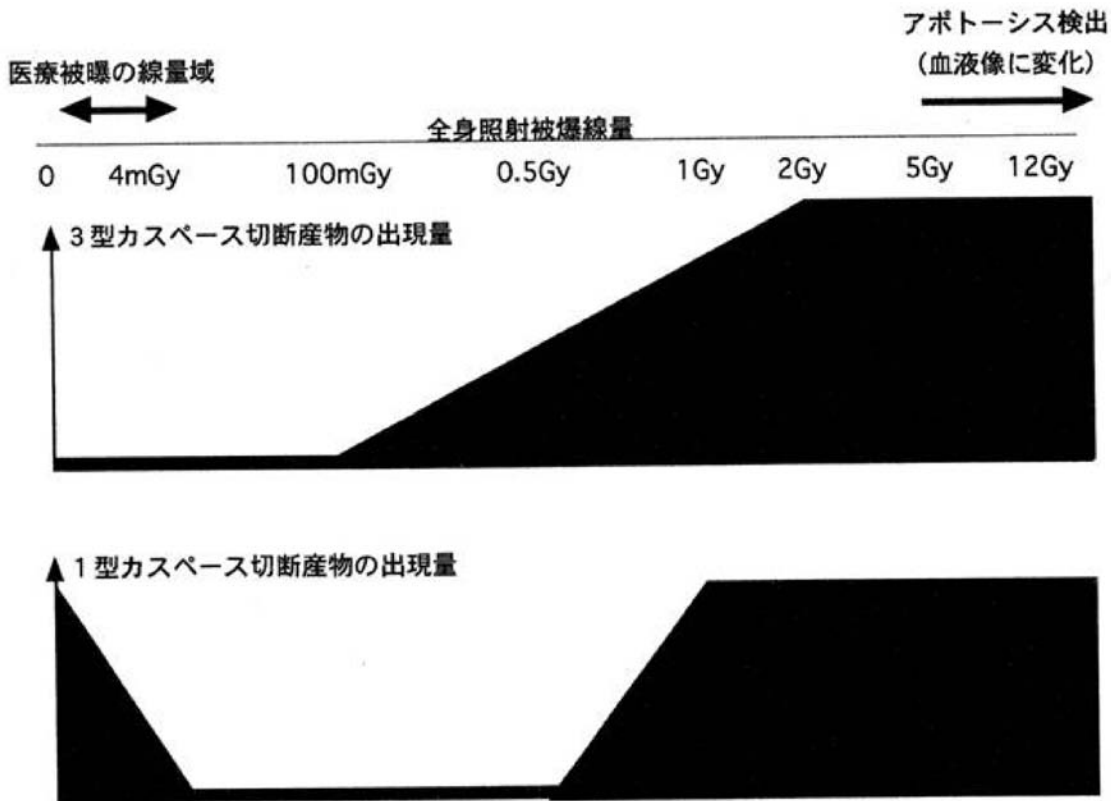 アポトーシス検出
（血液像に変化）
医療被曝の線量域
全身照射被爆線量
0 4mGy 100mGy 0.5Gy 1Gy 2Gy 5Gy 12Gy
3型カスペース切断産物の出現量
1型カスペース切断産物の出現量